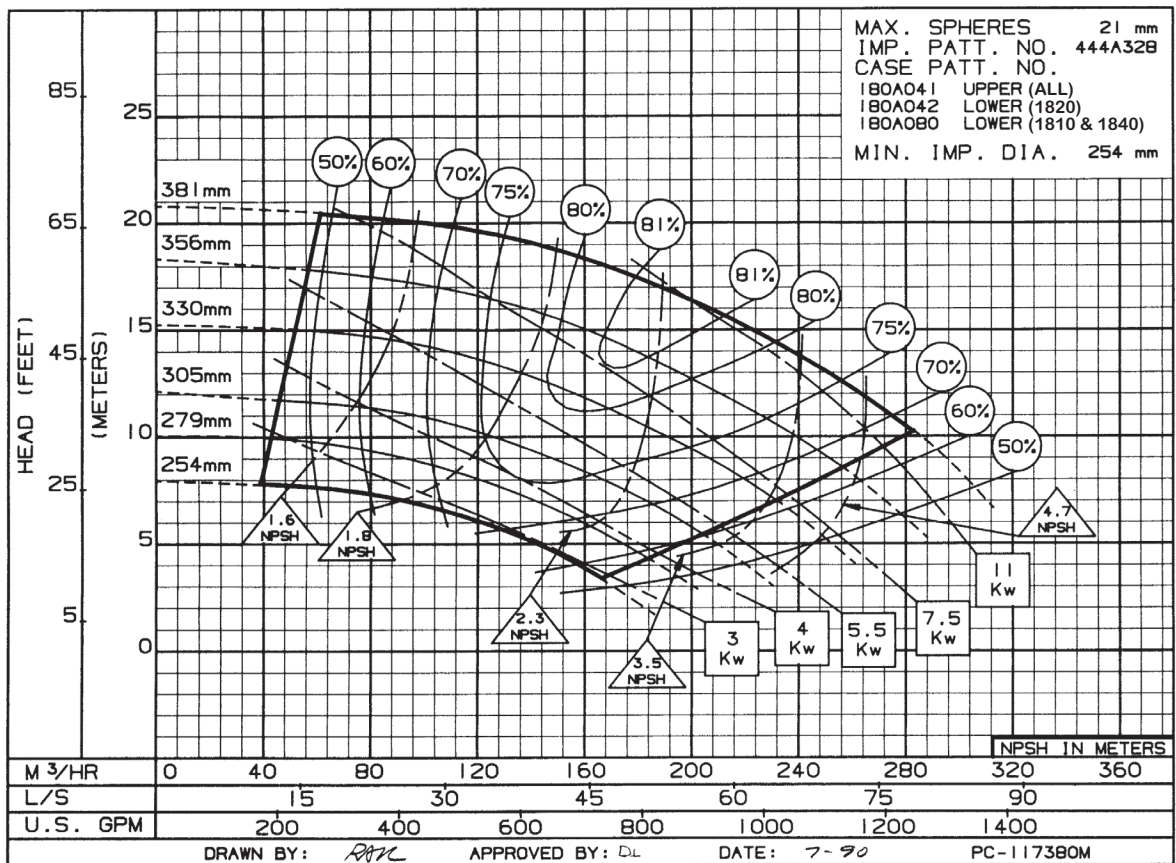 MAX. SPHERES 21 mm
IMP. PATT. NO. 444A328
CASE PATT. NO.
180A041 UPPER (ALL)
180A042 LOWER (1820)
180A080 LOWER (1810 & 1840)
MIN. IMP. DIA. 254 mm
HEAD (FEET)
85
65
45
25
5
(METERS)
25
20
15
10
5
0
381mm
356mm
330mm
305mm
279mm
254mm
50%
60%
70%
75%
80%
81%
81%
80%
75%
70%
60%
50%
1.6
NPSH
1.8
NPSH
2.3
NPSH
3.5
NPSH
4.7
NPSH
3
Kw
4
Kw
5.5
Kw
7.5
Kw
11
Kw
NPSH IN METERS
M³/HR 0 40 80 120 160 200 240 280 320 360
L/S 15 30 45 60 75 90
U.S. GPM 200 400 600 800 1000 1200 1400
DRAWN BY: APPROVED BY: DL DATE: 7-90 PC-117380M